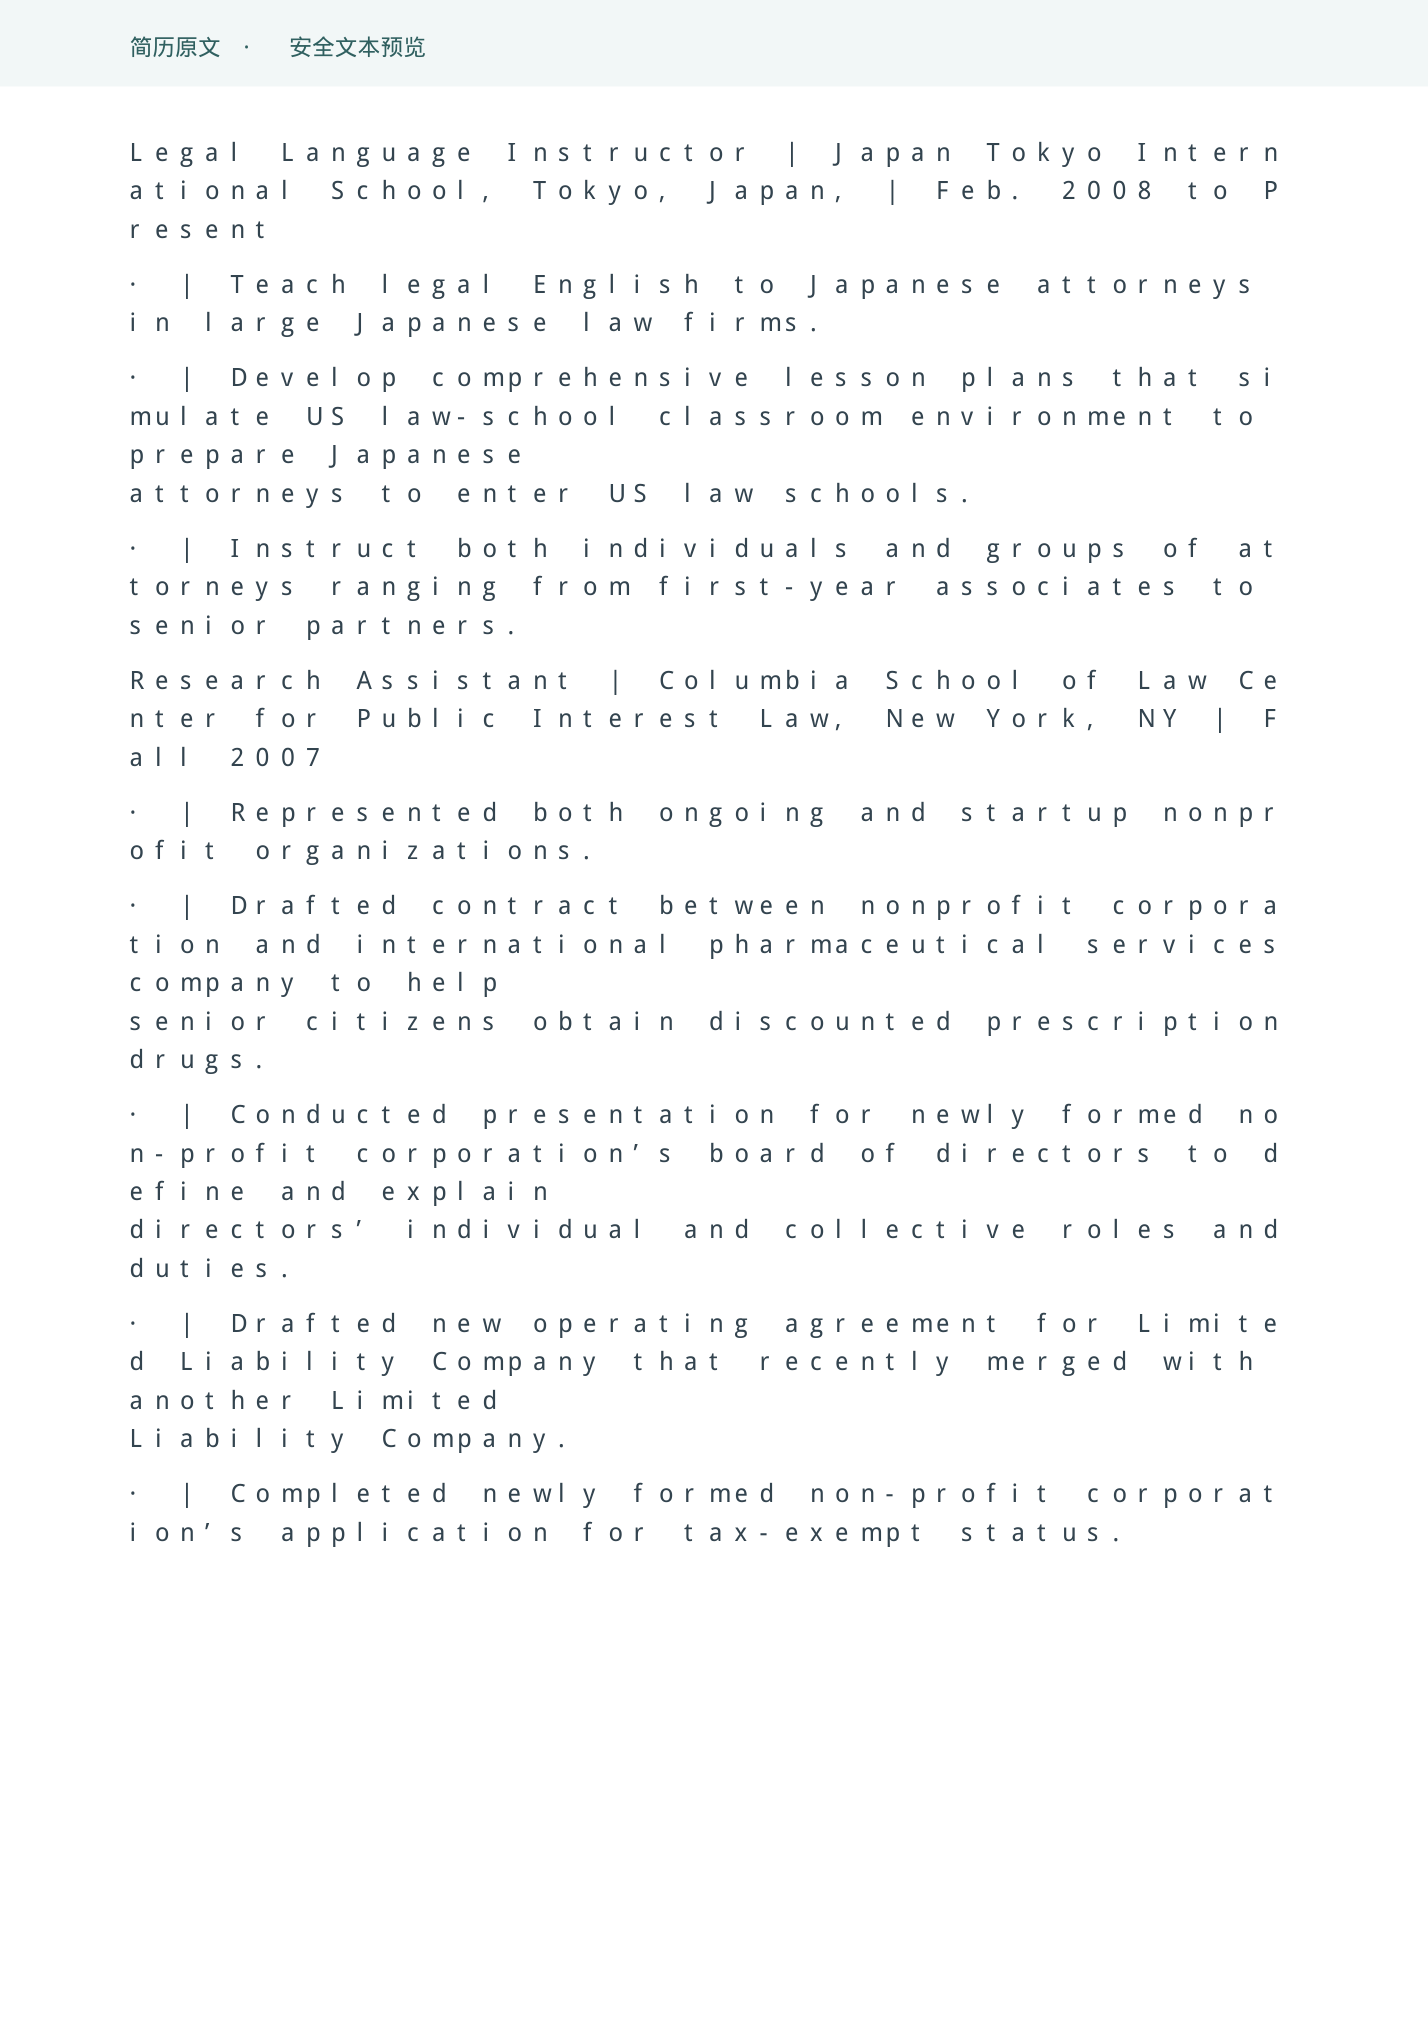 简历原文 · 安全文本预览
Legal Language Instructor | Japan Tokyo Intern
ational School, Tokyo, Japan, | Feb. 2008 to P
resent
· | Teach legal English to Japanese attorneys
in large Japanese law firms.
· | Develop comprehensive lesson plans that si
mulate US law-school classroom environment to
prepare Japanese
attorneys to enter US law schools.
· | Instruct both individuals and groups of at
torneys ranging from first-year associates to
senior partners.
Research Assistant | Columbia School of Law Ce
nter for Public Interest Law, New York, NY | F
all 2007
· | Represented both ongoing and startup nonpr
ofit organizations.
· | Drafted contract between nonprofit corpora
tion and international pharmaceutical services
company to help
senior citizens obtain discounted prescription
drugs.
· | Conducted presentation for newly formed no
n-profit corporation’s board of directors to d
efine and explain
directors’ individual and collective roles and
duties.
· | Drafted new operating agreement for Limite
d Liability Company that recently merged with
another Limited
Liability Company.
· | Completed newly formed non-profit corporat
ion’s application for tax-exempt status.